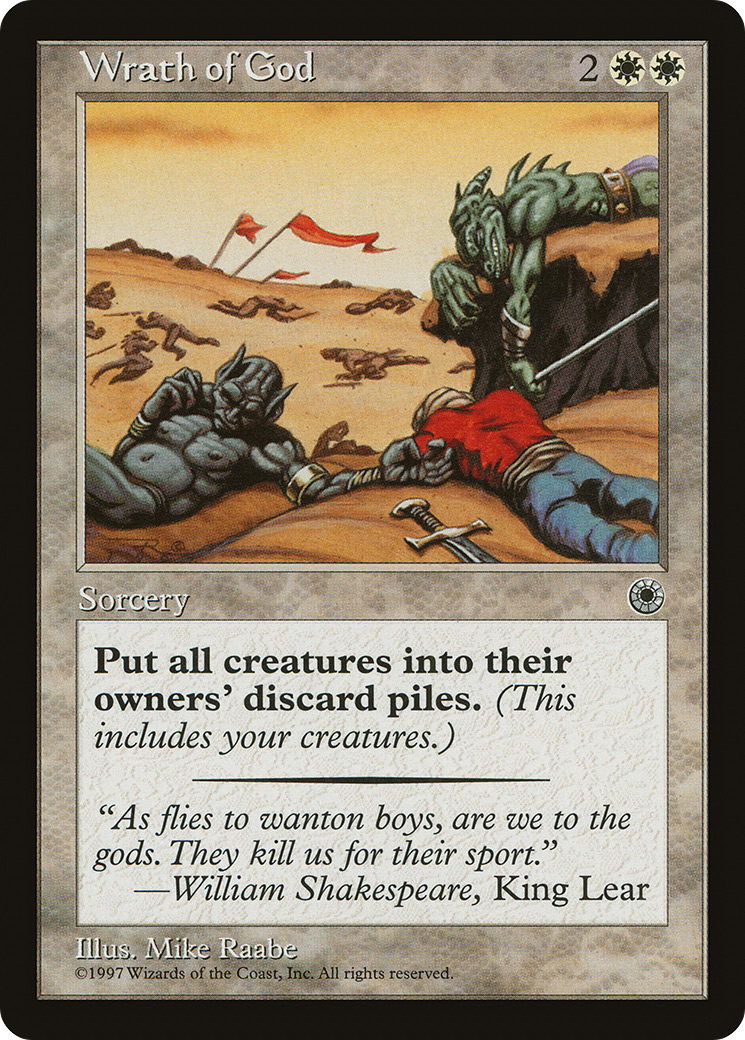 Wrath of God 2
Sorcery
Put all creatures into their
owners’ discard piles. (This
includes your creatures.)
“As flies to wanton boys, are we to the
gods. They kill us for their sport.”
—William Shakespeare, King Lear
Illus. Mike Raabe
©1997 Wizards of the Coast, Inc. All rights reserved.